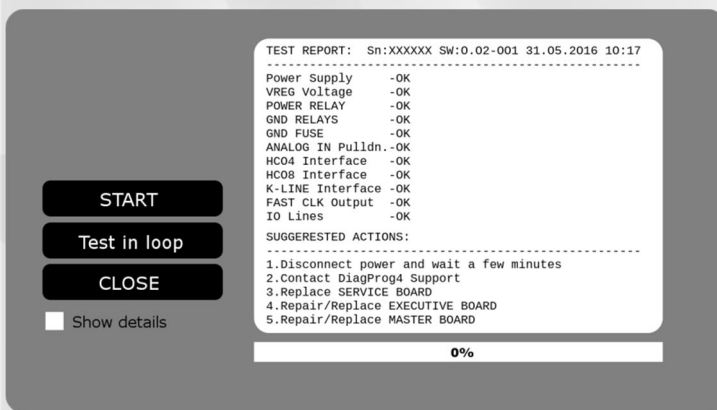 TEST REPORT: Sn:XXXXXX SW:0.02-001 31.05.2016 10:17
----------------------------------------------------
Power Supply -OK
VREG Voltage -OK
POWER RELAY -OK
GND RELAYS -OK
GND FUSE -OK
ANALOG IN Pulldn.-OK
HCO4 Interface -OK
HCO8 Interface -OK
K-LINE Interface -OK
FAST CLK Output -OK
IO Lines -OK
SUGGERESTED ACTIONS:
----------------------------------------------------
1.Disconnect power and wait a few minutes
2.Contact DiagProg4 Support
3.Replace SERVICE BOARD
4.Repair/Replace EXECUTIVE BOARD
5.Repair/Replace MASTER BOARD
START
Test in loop
CLOSE
Show details
0%